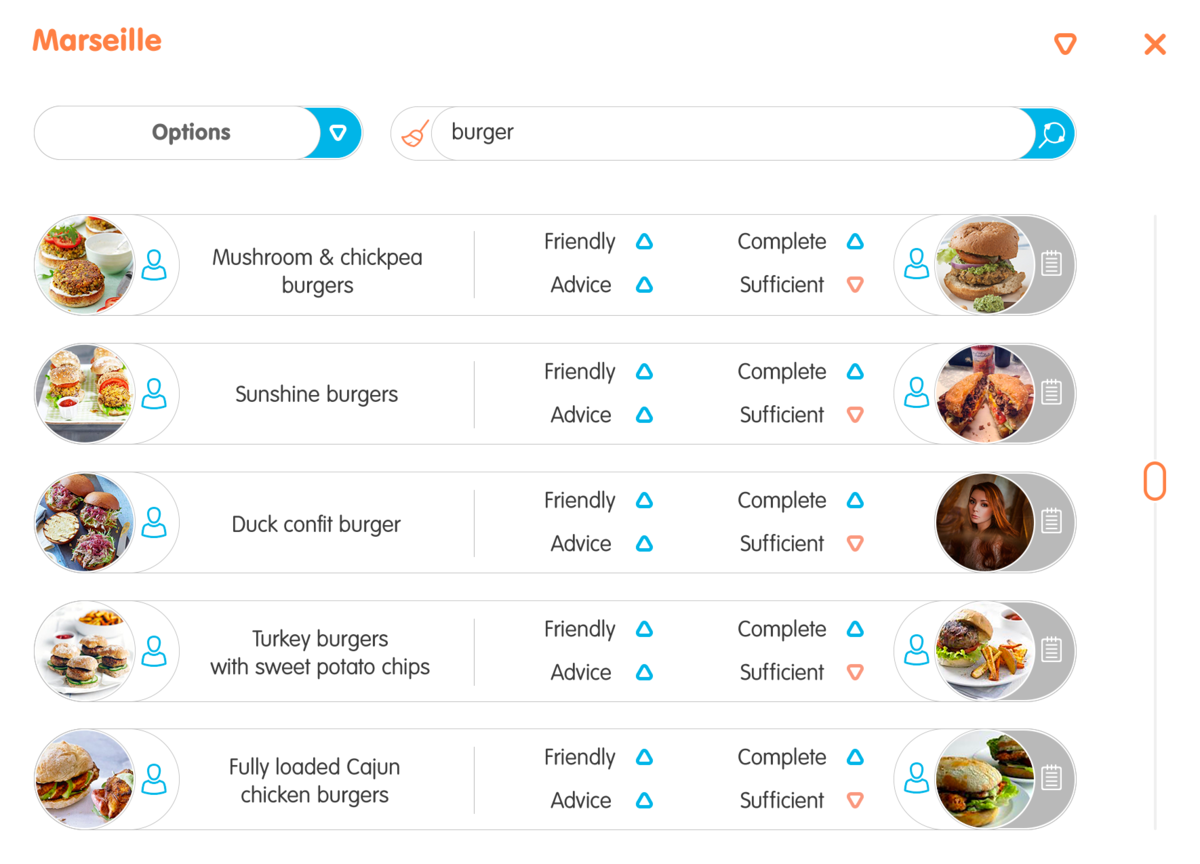 Marseille
Options
burger
Mushroom & chickpea
burgers
Friendly
Complete
Advice
Sufficient
Sunshine burgers
Friendly
Complete
Advice
Sufficient
Duck confit burger
Friendly
Complete
Advice
Sufficient
Turkey burgers
with sweet potato chips
Friendly
Complete
Advice
Sufficient
Fully loaded Cajun
chicken burgers
Friendly
Complete
Advice
Sufficient